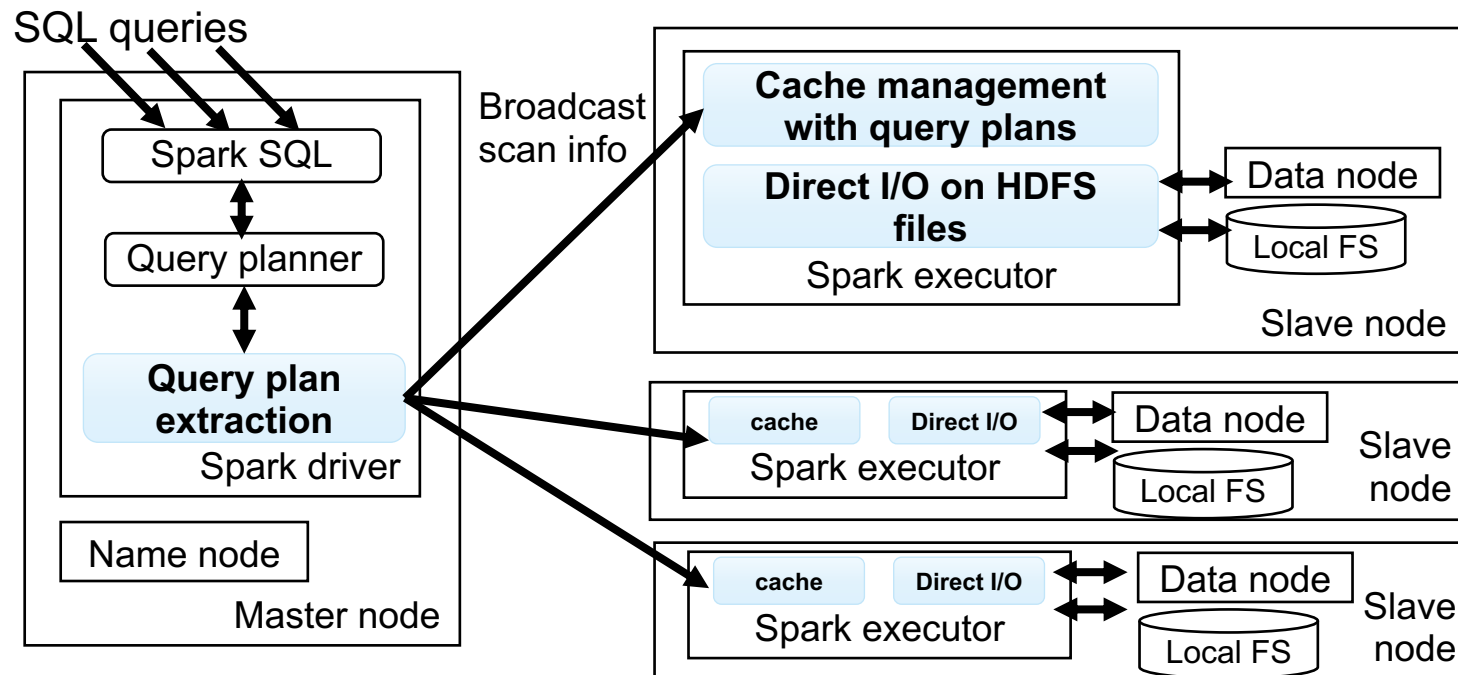 SQL queries
Spark SQL
Query planner
Query plan
extraction
Spark driver
Name node
Master node
Broadcast
scan info
Cache management
with query plans
Direct I/O on HDFS
files
Spark executor
Data node
Local FS
Slave node
cache
Direct I/O
Spark executor
Data node
Local FS
Slave
node
cache
Direct I/O
Spark executor
Data node
Local FS
Slave
node